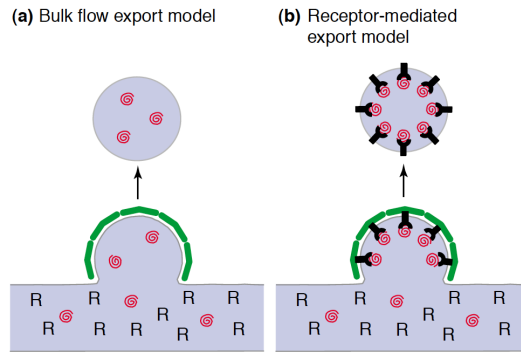 (a) Bulk flow export model
(b) Receptor-mediated
export model
R R R R R
R R R R R R
R R R R R
R R R R R R